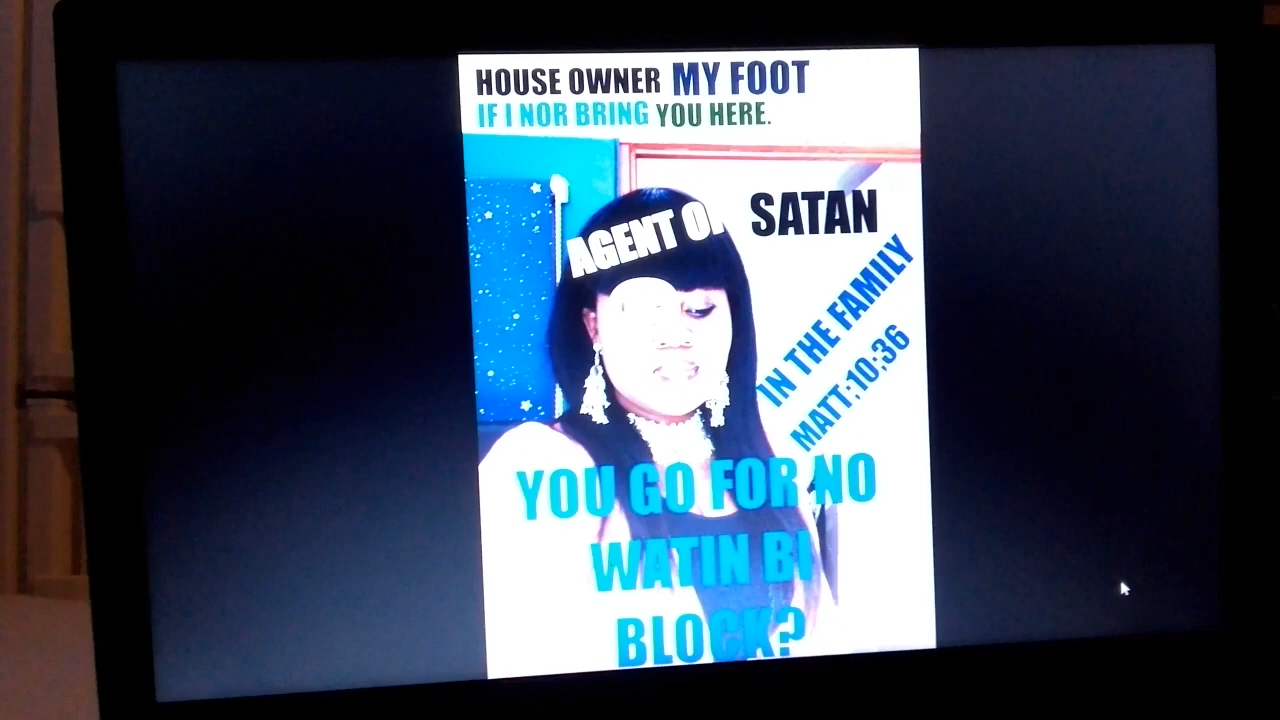 HOUSE OWNER MY FOOT
IF I NOR BRING YOU HERE.
AGENT OF SATAN
IN THE FAMILY
MATT;10;36
YOU GO FOR NO
WATIN BI
BLOCK?